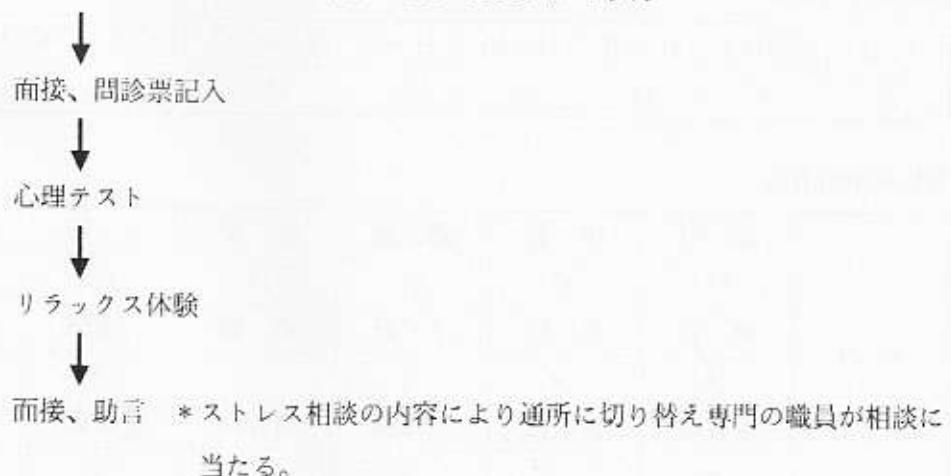 面接、問診票記入
心理テスト
リラックス体験
面接、助言 *ストレス相談の内容により通所に切り替え専門の職員が相談に
当たる。